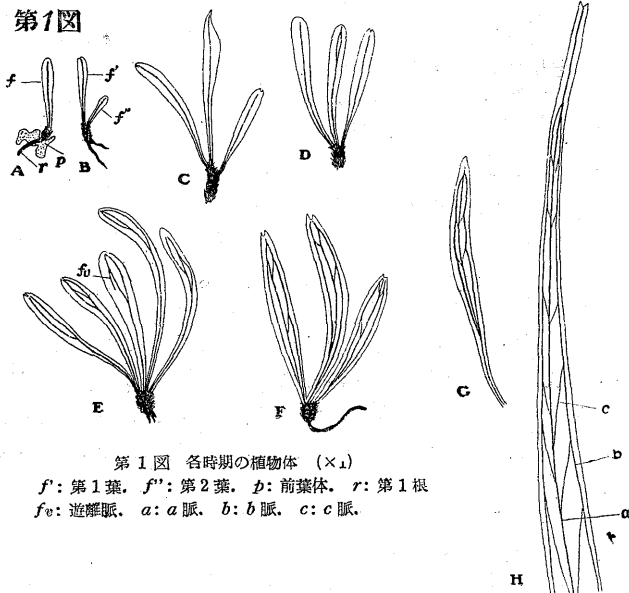 第1図
f
f'
f''
A
r
p
B
C
D
fv
E
F
G
c
b
a
H
第1図 各時期の植物体 (×1)
f': 第1葉. f'': 第2葉. p: 前葉体. r: 第1根
fv: 遊離脈. a: a脈. b: b脈. c: c脈.